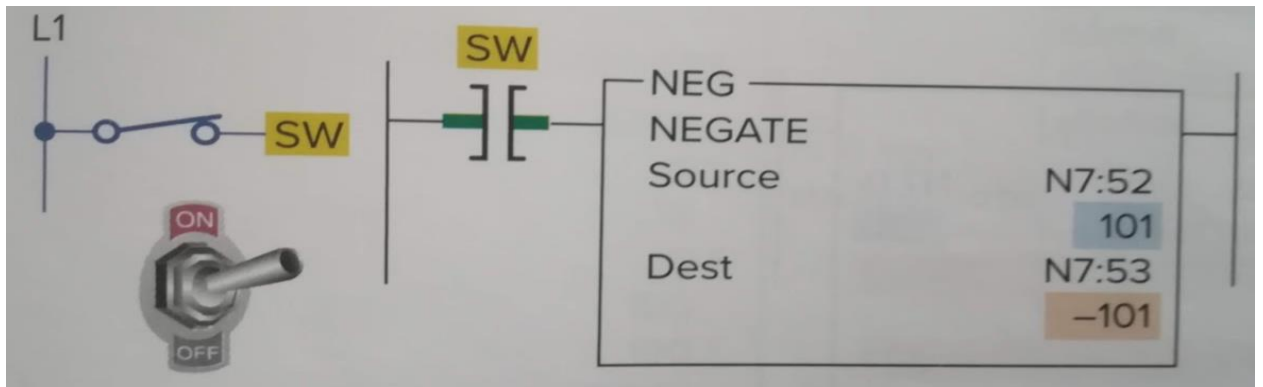 L1
SW
ON
OFF
SW
NEG
NEGATE
Source N7:52
101
Dest N7:53
–101